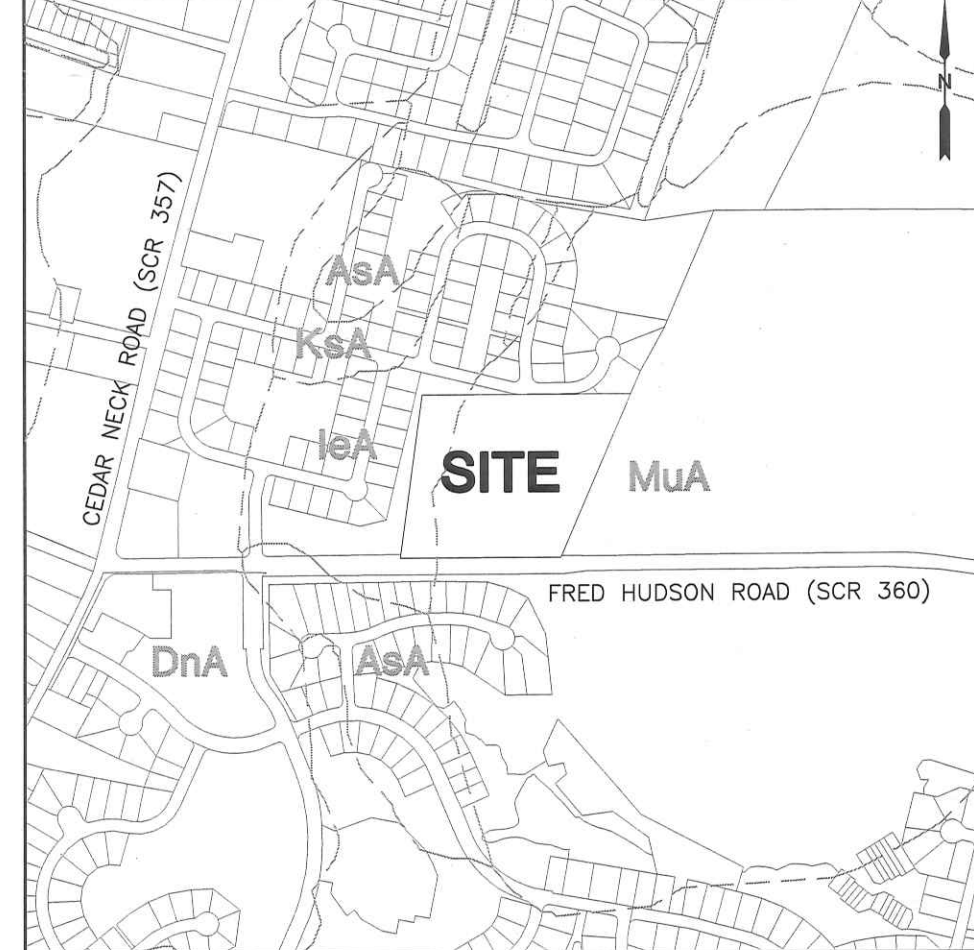 N
CEDAR NECK ROAD (SCR 357)
AsA
KsA
IeA
SITE
MuA
FRED HUDSON ROAD (SCR 360)
DnA
AsA